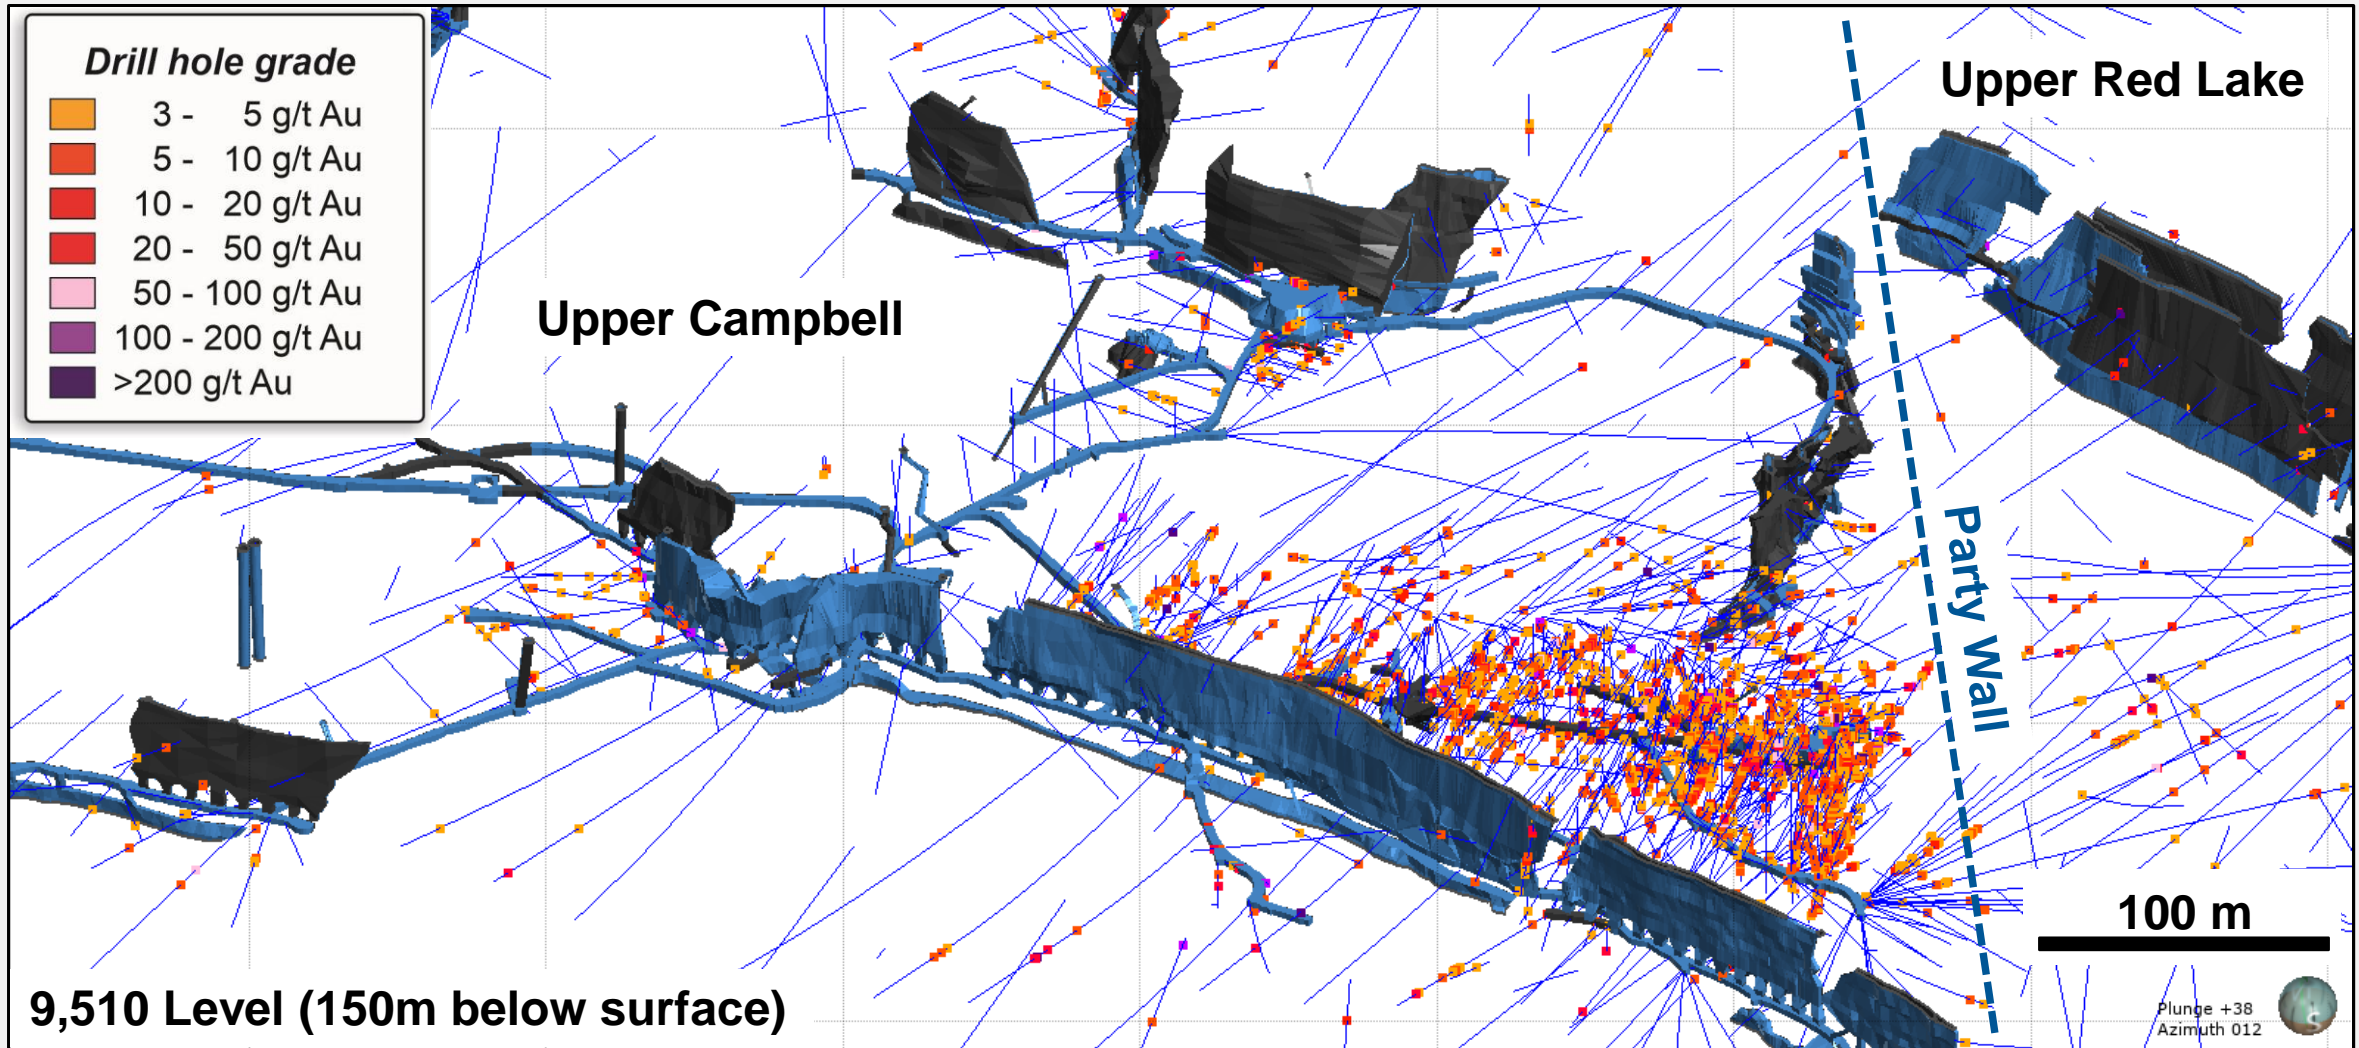 Drill hole grade
3 - 5 g/t Au
5 - 10 g/t Au
10 - 20 g/t Au
20 - 50 g/t Au
50 - 100 g/t Au
100 - 200 g/t Au
>200 g/t Au
Upper Red Lake
Upper Campbell
Party Wall
100 m
9,510 Level (150m below surface)
Plunge +38
Azimuth 012
S